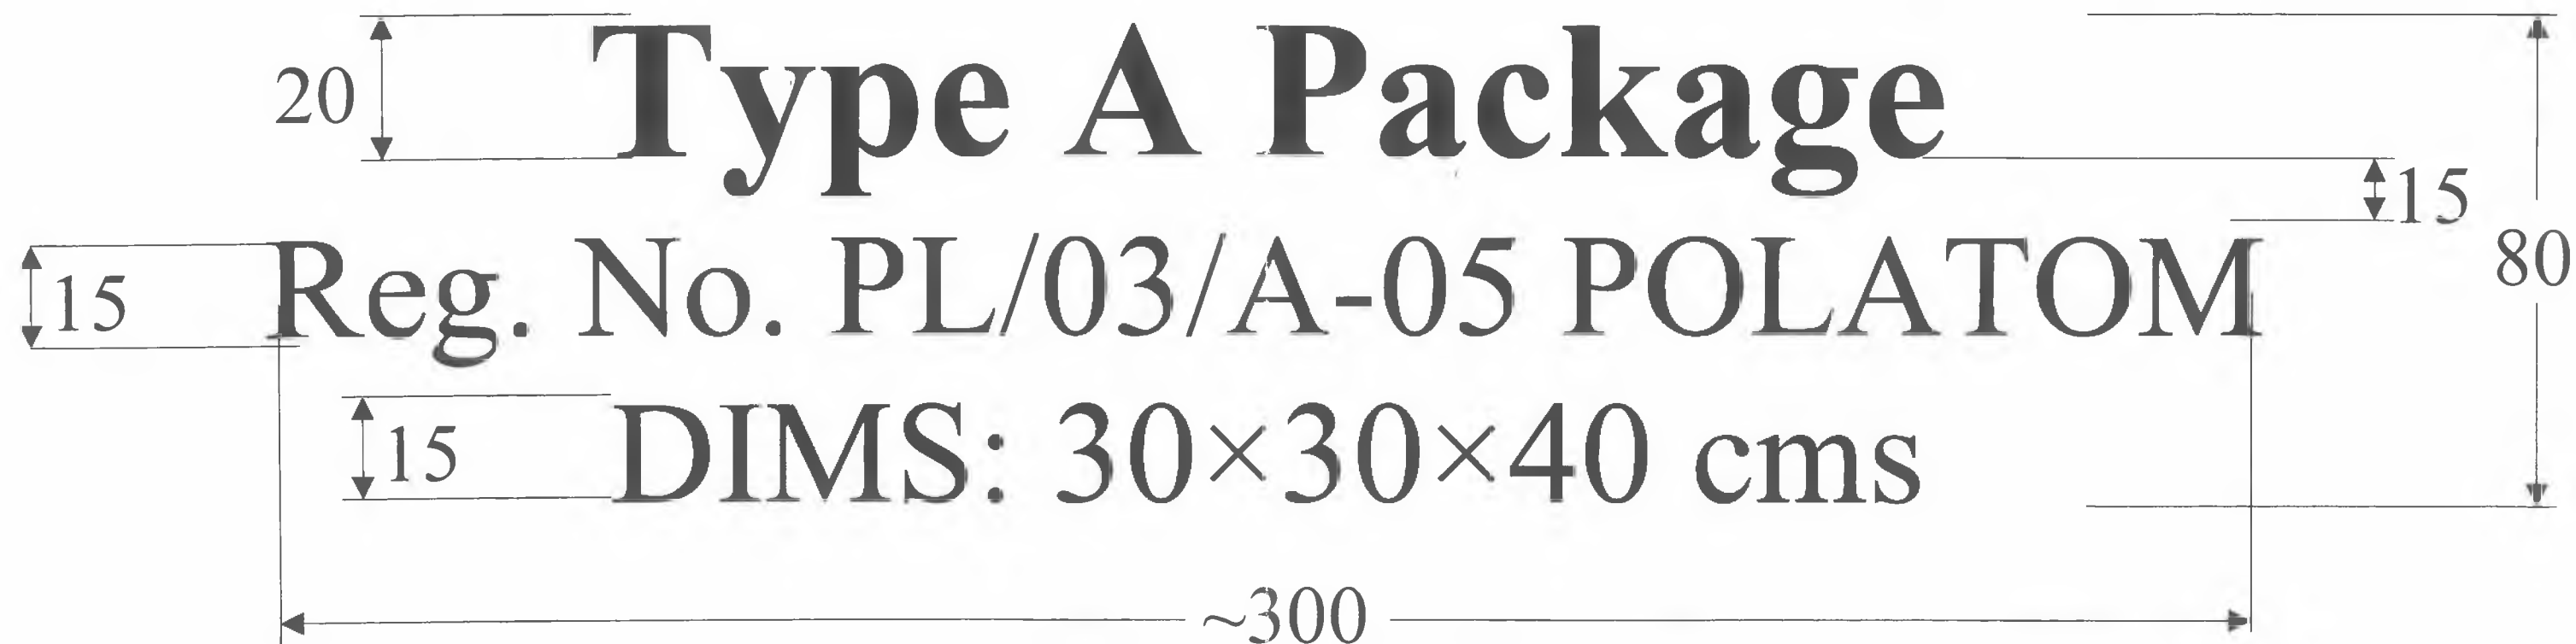 20 Type A Package
15
80
15 Reg. No. PL/03/A-05 POLATOM
15 DIMS: 30×30×40 cms
~300